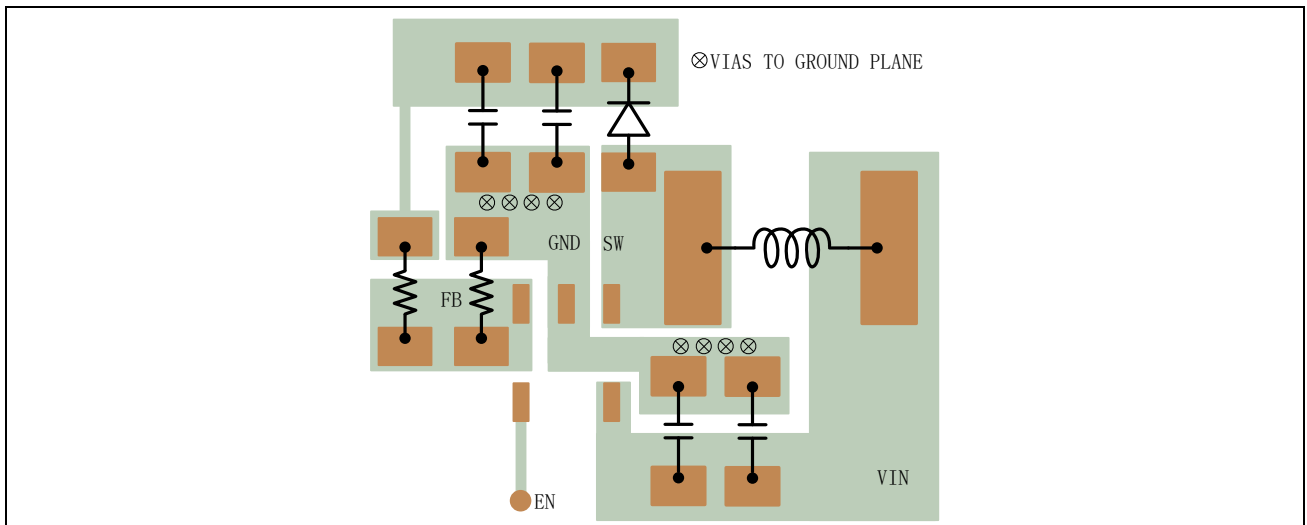 ⊗VIAS TO GROUND PLANE
GND
SW
FB
VIN
EN